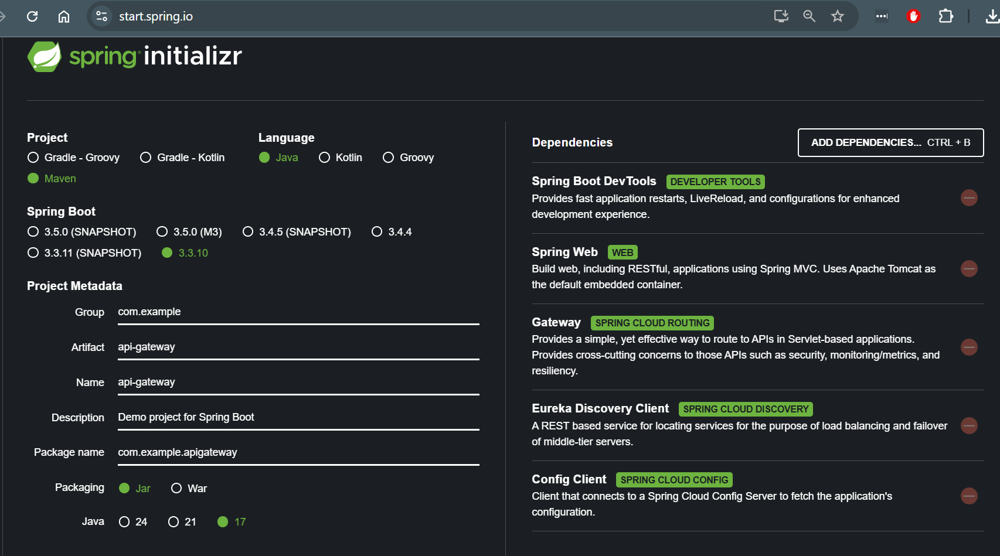 start.spring.io
spring initializr
Project
Gradle - Groovy Gradle - Kotlin
Maven
Language
Java Kotlin Groovy
Spring Boot
3.5.0 (SNAPSHOT) 3.5.0 (M3) 3.4.5 (SNAPSHOT) 3.4.4
3.3.11 (SNAPSHOT) 3.3.10
Project Metadata
Group com.example
Artifact api-gateway
Name api-gateway
Description Demo project for Spring Boot
Package name com.example.apigateway
Packaging Jar War
Java 24 21 17
Dependencies ADD DEPENDENCIES... CTRL + B
Spring Boot DevTools DEVELOPER TOOLS
Provides fast application restarts, LiveReload, and configurations for enhanced
development experience.
Spring Web WEB
Build web, including RESTful, applications using Spring MVC. Uses Apache Tomcat as
the default embedded container.
Gateway SPRING CLOUD ROUTING
Provides a simple, yet effective way to route to APIs in Servlet-based applications.
Provides cross-cutting concerns to those APIs such as security, monitoring/metrics, and
resiliency.
Eureka Discovery Client SPRING CLOUD DISCOVERY
A REST based service for locating services for the purpose of load balancing and failover
of middle-tier servers.
Config Client SPRING CLOUD CONFIG
Client that connects to a Spring Cloud Config Server to fetch the application's
configuration.